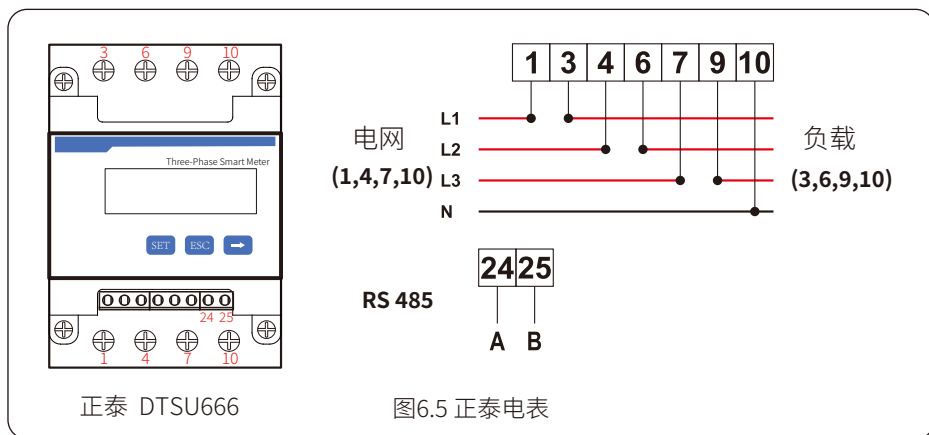 3 6 9 10
Three-Phase Smart Meter
SET ESC
24 25
1 4 7 10
正泰 DTSU666
1 3 4 6 7 9 10
L1
L2
L3
N
电网
(1,4,7,10)
负载
(3,6,9,10)
RS 485
24 25
A B
图6.5 正泰电表